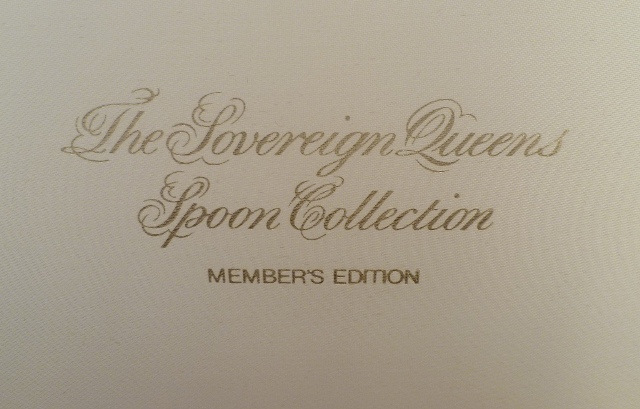 The Sovereign Queens
Spoon Collection
MEMBER'S EDITION